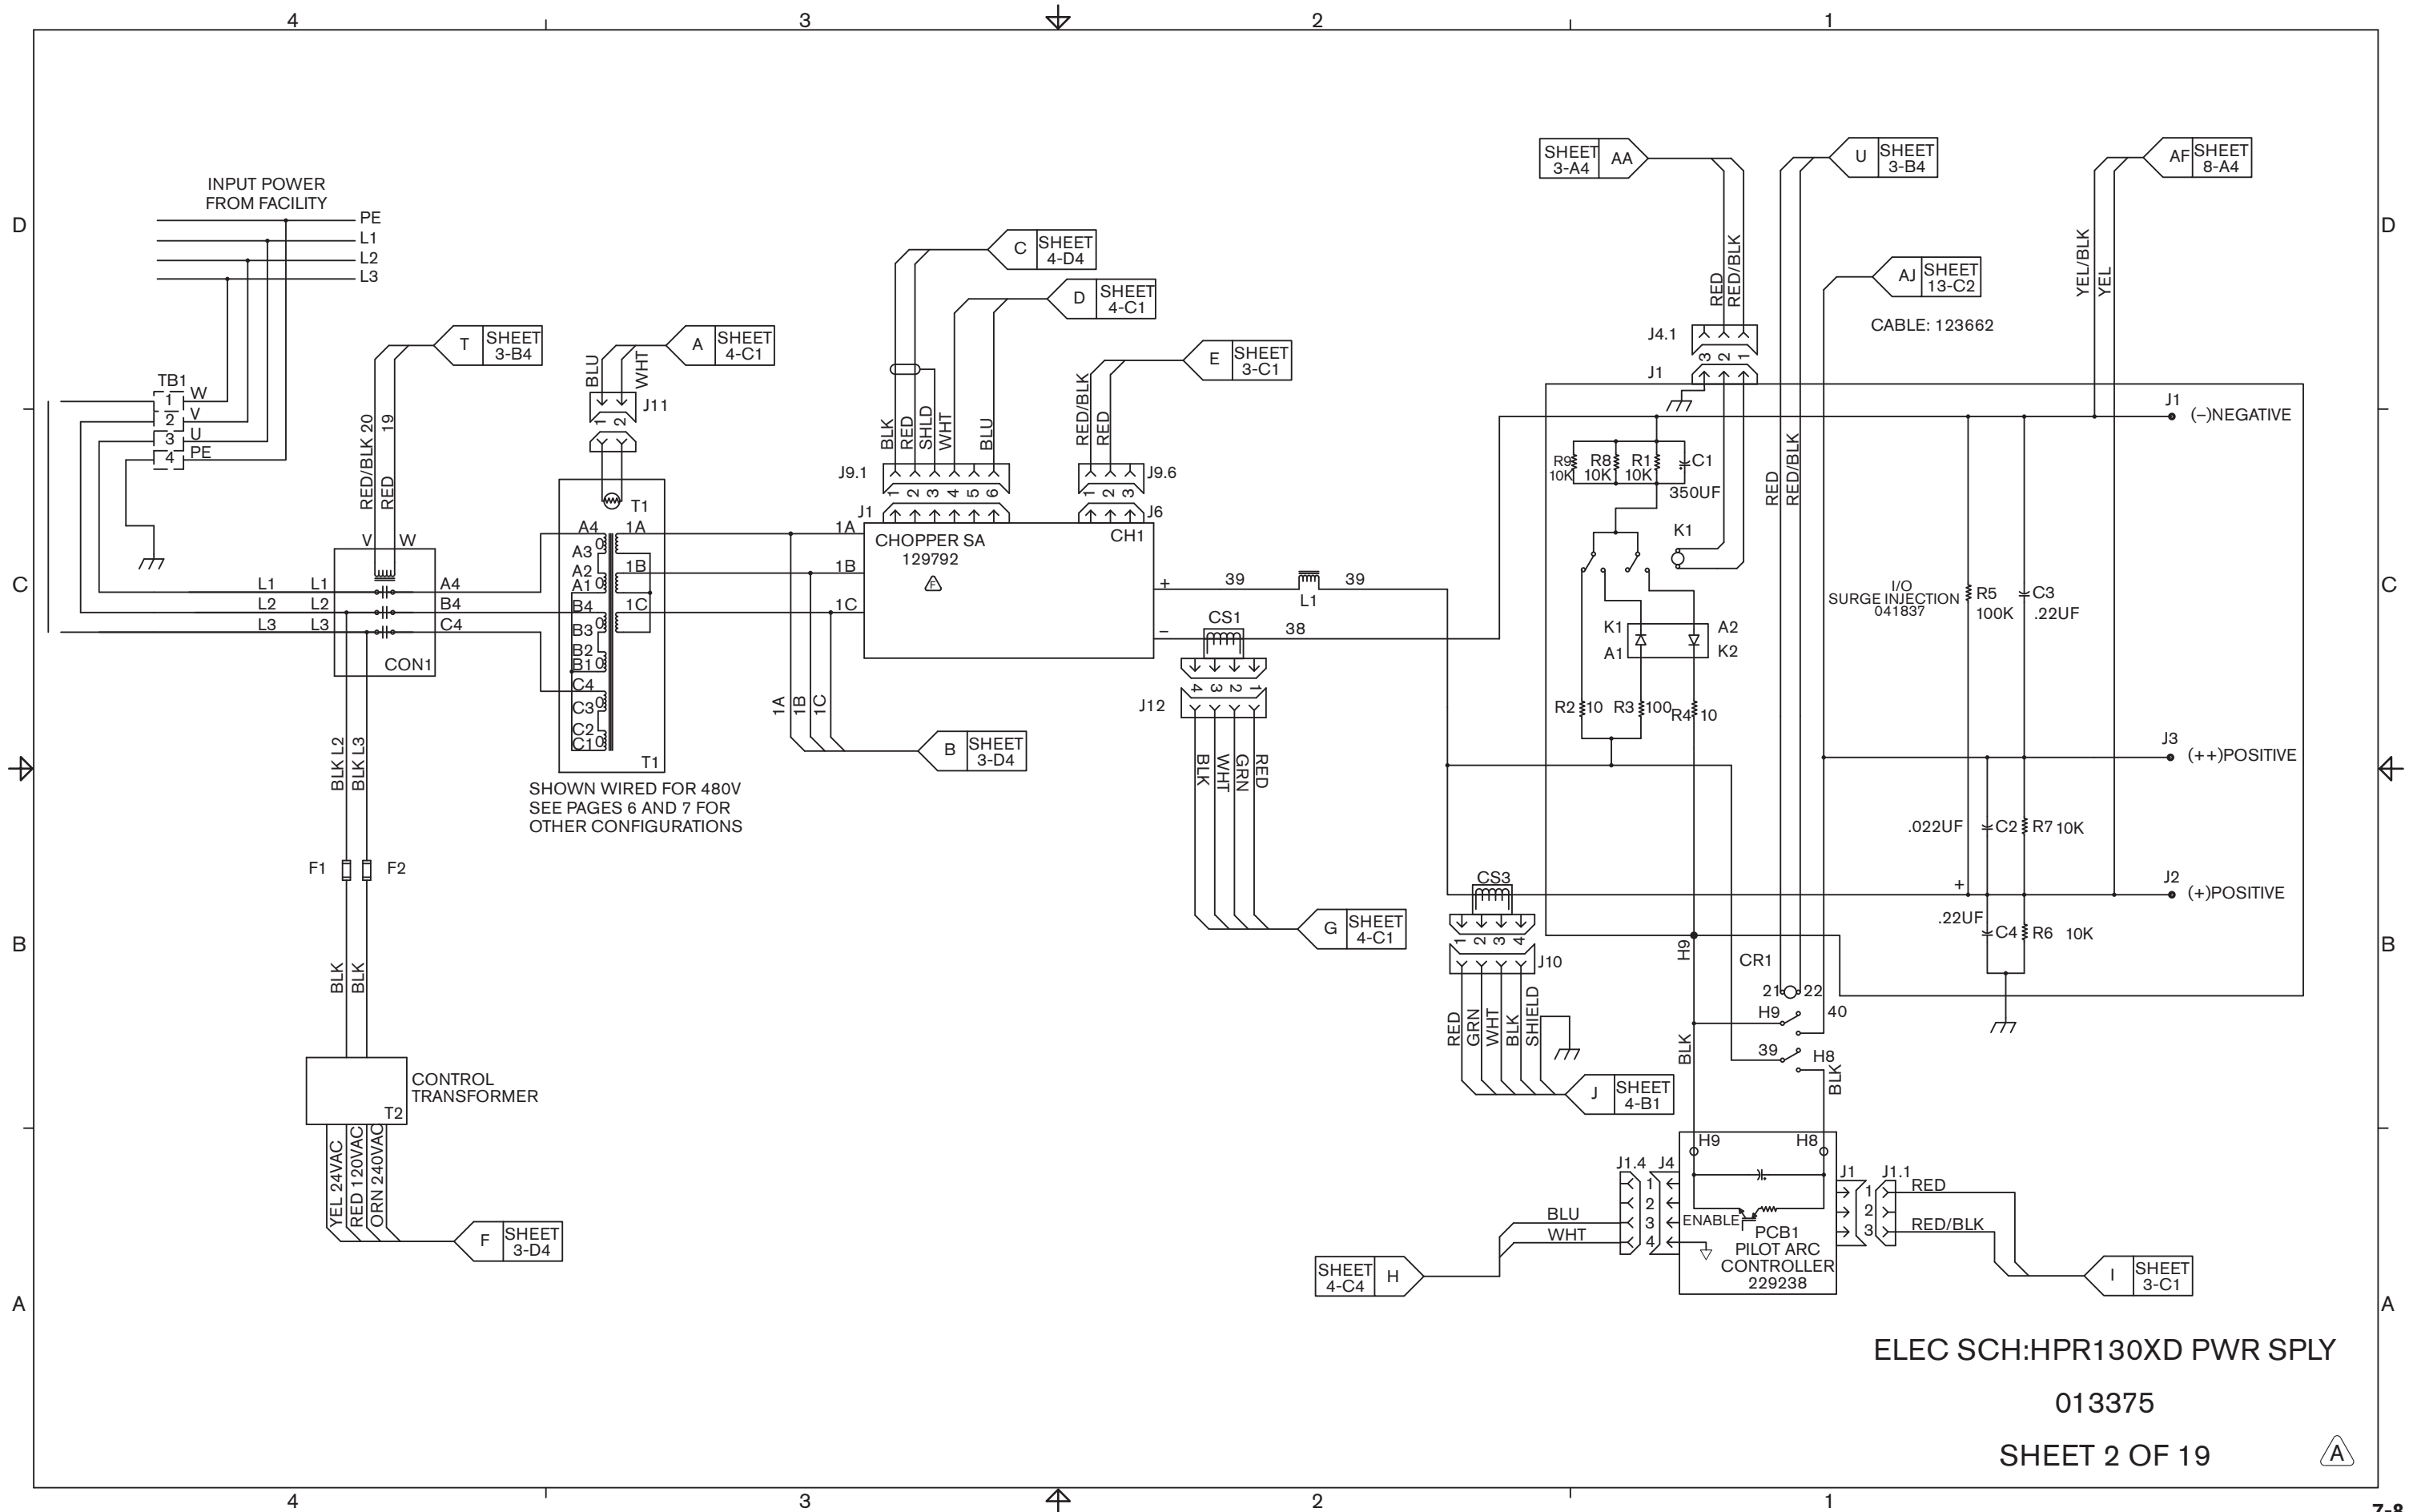 4 3 2 1
INPUT POWER
FROM FACILITY
PE
L1
L2
L3
D
D
TB1
1 W
2 V
3 U
4 PE
T SHEET
3-B4
RED/BLK 20
RED 19
V W
L1 L1 A4
L2 L2 B4
L3 L3 C4
CON1
C
C
A SHEET
4-C1
BLU
WHT
J11
1 2
T1
A4 1A
A3 0
A2 1B
A1 0
B4 1C
B3 0
B2
B1 0
C4
C3 0
C2
C1 0
T1
SHOWN WIRED FOR 480V
SEE PAGES 6 AND 7 FOR
OTHER CONFIGURATIONS
BLK L2
BLK L3
F1 F2
BLK
BLK
CONTROL
TRANSFORMER
T2
YEL 24VAC
RED 120VAC
ORN 240VAC
F SHEET
3-D4
C SHEET
4-D4
D SHEET
4-C1
E SHEET
3-C1
BLK
RED
SHLD
WHT
BLU
RED/BLK
RED
J9.1 J9.6
1 2 3 4 5 6
1 2 3
J1 J6
CHOPPER SA
129792
F
CH1
1A
1B
1C
1A
1B
1C
B SHEET
3-D4
+ 39 39
L1
CS1
- 38
4 3 2 1
J12
BLK
WHT
GRN
RED
G SHEET
4-C1
CS3
1 2 3 4
J10
RED
GRN
WHT
BLK
SHIELD
J SHEET
4-B1
SHEET
3-A4 AA
U SHEET
3-B4
AF SHEET
8-A4
AJ SHEET
13-C2
CABLE: 123662
RED
RED/BLK
YEL/BLK
YEL
J4.1
3 2 1
J1
J1 (–)NEGATIVE
R9 10K
R8 10K
R1 10K
C1
350UF
RED
RED/BLK
K1
K1 A2
A1 K2
R2 10
R3 100
R4 10
I/O
SURGE INJECTION
041837
R5
100K
C3
.22UF
J3 (++)POSITIVE
.022UF C2 R7 10K
+
J2 (+)POSITIVE
.22UF C4 R6 10K
B
B
H9
CR1
21 22
H9 40
39 H8
BLK
BLK
H9 H8
J1.4 J4
1
2
3
4
BLU
WHT
SHEET
4-C4 H
ENABLE
PCB1
PILOT ARC
CONTROLLER
229238
J1 J1.1
1 RED
2
3 RED/BLK
I SHEET
3-C1
A
A
ELEC SCH:HPR130XD PWR SPLY
013375
SHEET 2 OF 19
A
4 3 2 1
7-8